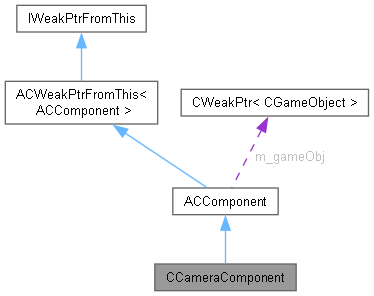 IWeakPtrFromThis
ACWeakPtrFromThis<
ACComponent >
CWeakPtr< CGameObject >
m_gameObj
ACComponent
CCameraComponent